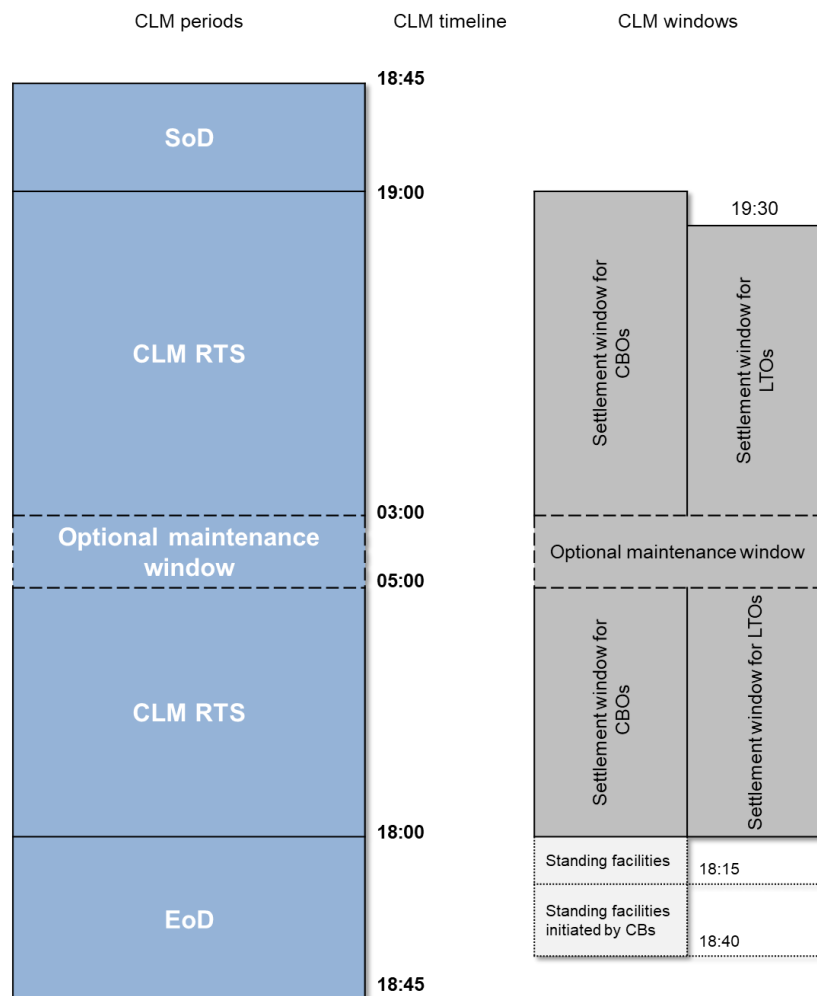 CLM periods
CLM timeline
CLM windows
18:45
SoD
19:00
19:30
CLM RTS
Settlement window for
CBOs
Settlement window for
LTOs
03:00
Optional maintenance
window
Optional maintenance window
05:00
CLM RTS
Settlement window for
CBOs
Settlement window for LTOs
18:00
Standing facilities
18:15
EoD
Standing facilities
initiated by CBs
18:40
18:45